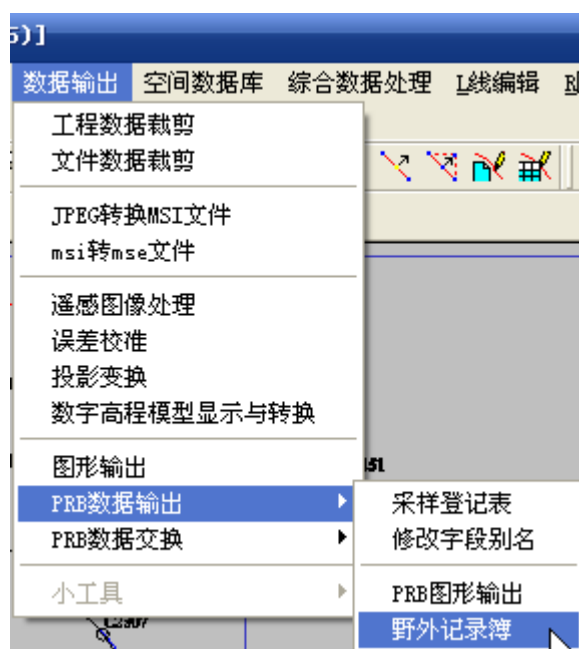 5)]
数据输出 空间数据库 综合数据处理 L线编辑
工程数据裁剪
文件数据裁剪
JPEG转换MSI文件
msi转mse文件
遥感图像处理
误差校准
投影变换
数字高程模型显示与转换
图形输出
PRB数据输出
PRB数据交换
小工具
采样登记表
修改字段别名
PRB图形输出
野外记录簿